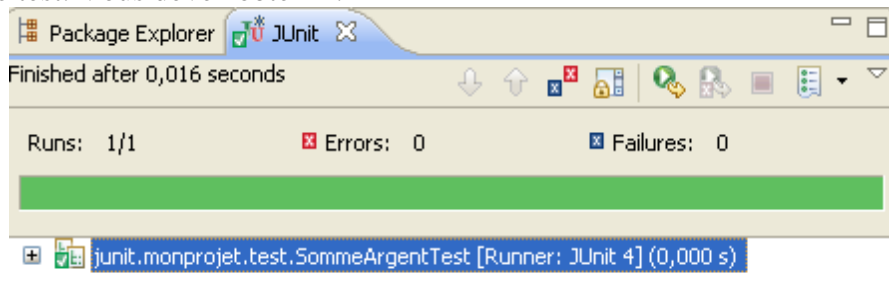 Package Explorer JUnit
Finished after 0,016 seconds
Runs: 1/1 Errors: 0 Failures: 0
junit.monprojet.test.SommeArgentTest [Runner: JUnit 4] (0,000 s)